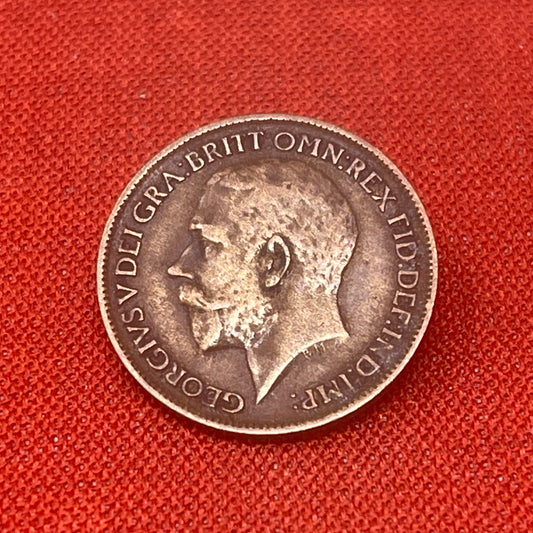 GEORGIVS V DEI GRA: BRITT OMN: REX FID: DEF: IND: IMP: